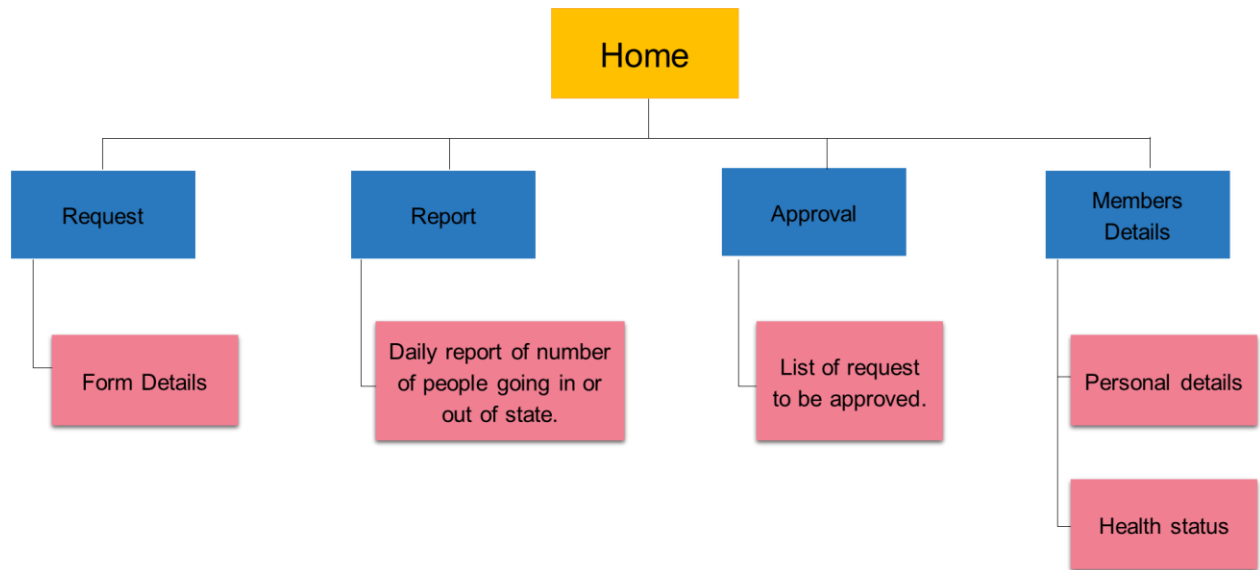 Home
Request
Report
Approval
Members
Details
Form Details
Daily report of number
of people going in or
out of state.
List of request
to be approved.
Personal details
Health status